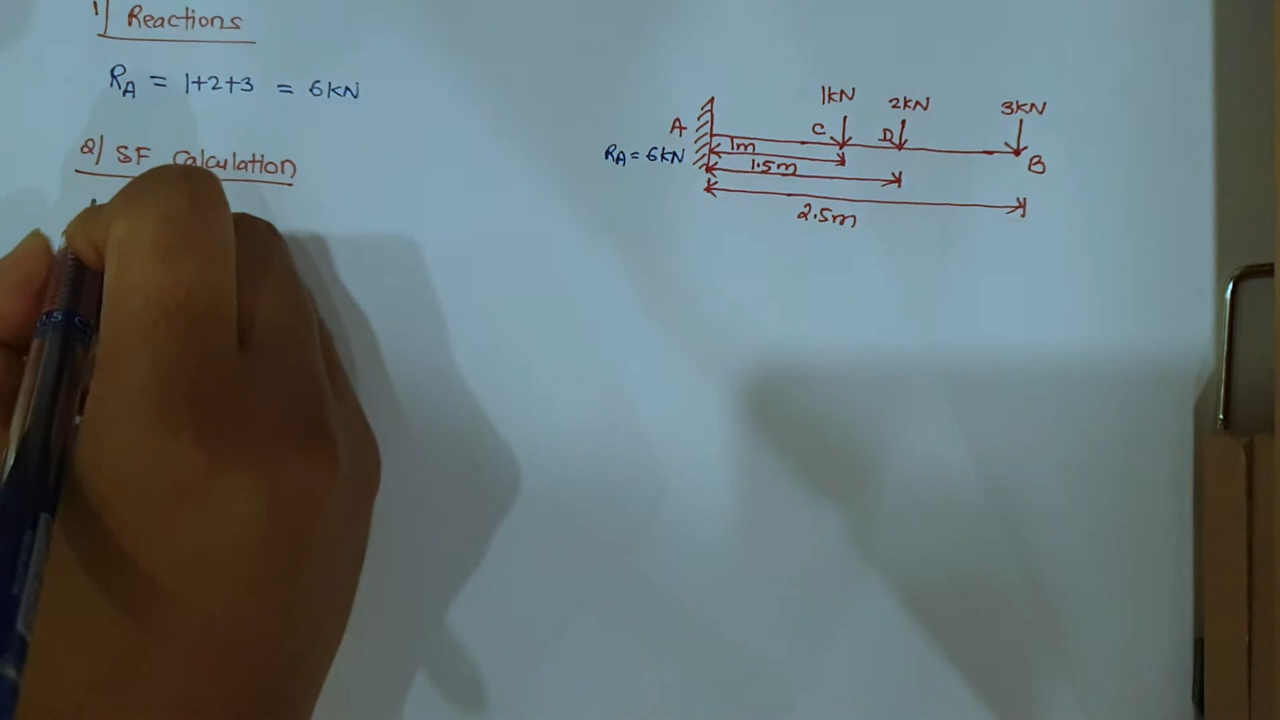 1) Reactions
RA = 1+2+3 = 6kN
2) SF Calculation
1kN 2kN 3kN
A C D B
RA = 6kN
1m
1.5m
2.5m